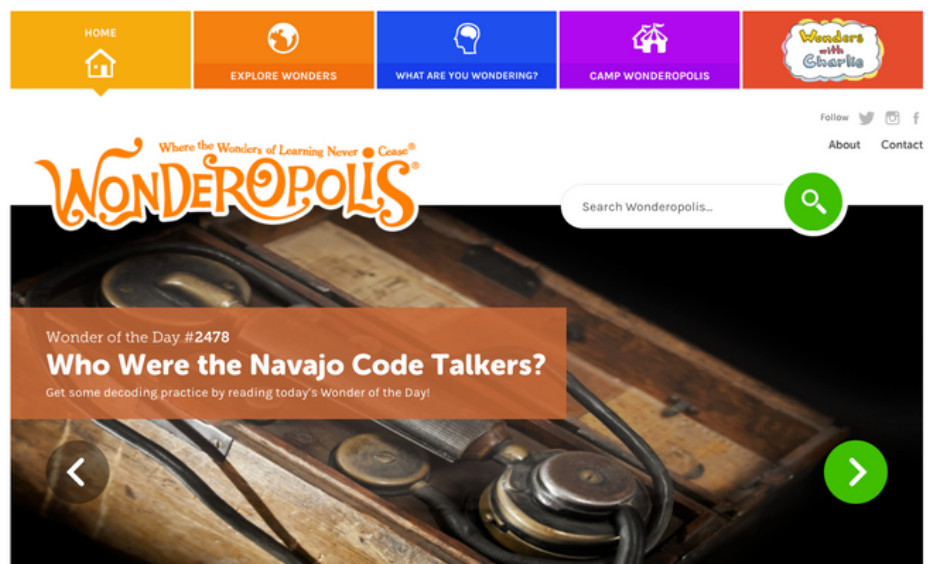 HOME
EXPLORE WONDERS
WHAT ARE YOU WONDERING?
CAMP WONDEROPOLIS
Wonders
with
Charlie
Follow
About Contact
Where the Wonders of Learning Never Cease®
WONDEROPOLIS®
Search Wonderopolis...
Wonder of the Day #2478
Who Were the Navajo Code Talkers?
Get some decoding practice by reading today's Wonder of the Day!